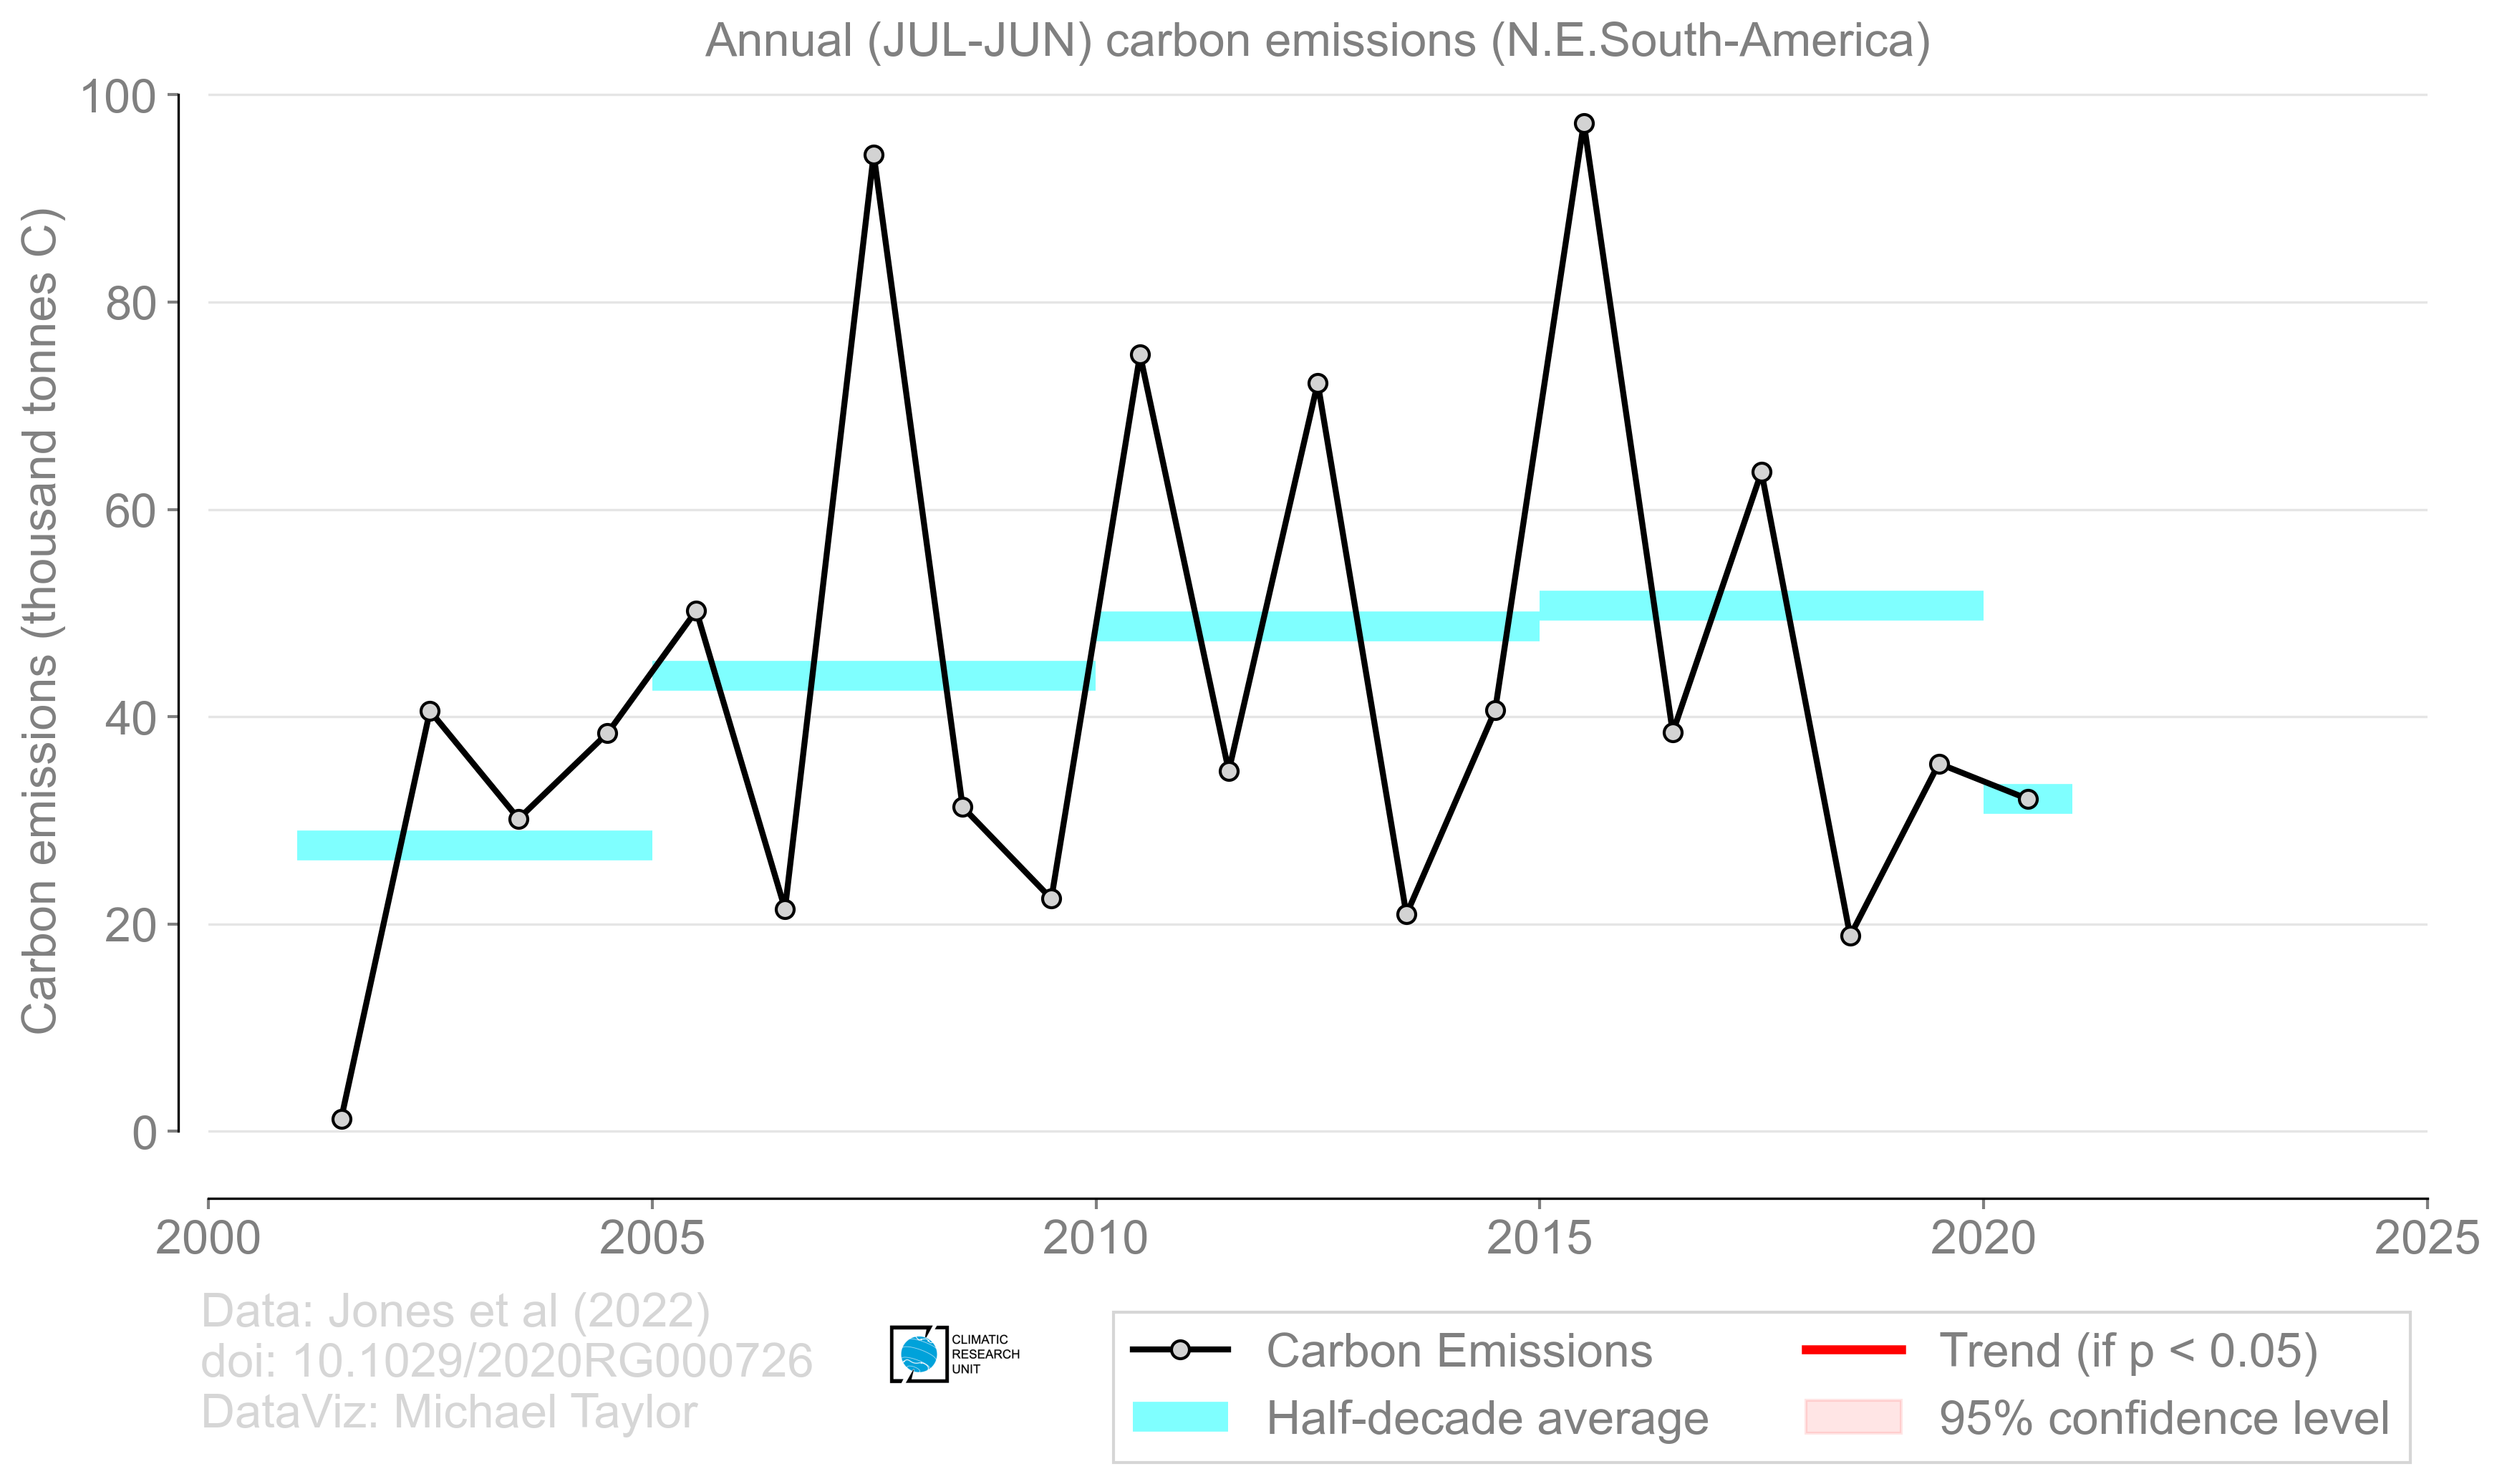 Annual (JUL-JUN) carbon emissions (N.E.South-America)
Carbon emissions (thousand tonnes C)
100
80
60
40
20
0
2000 2005 2010 2015 2020 2025
Data: Jones et al (2022)
doi: 10.1029/2020RG000726
DataViz: Michael Taylor
CLIMATIC
RESEARCH
UNIT
Carbon Emissions
Half-decade average
Trend (if p < 0.05)
95% confidence level